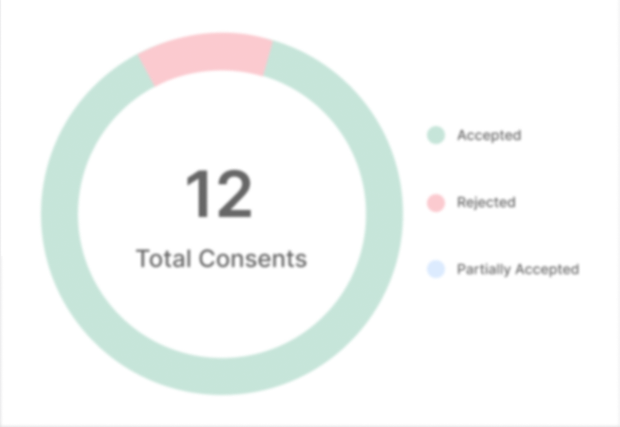 12
Total Consents
Accepted
Rejected
Partially Accepted